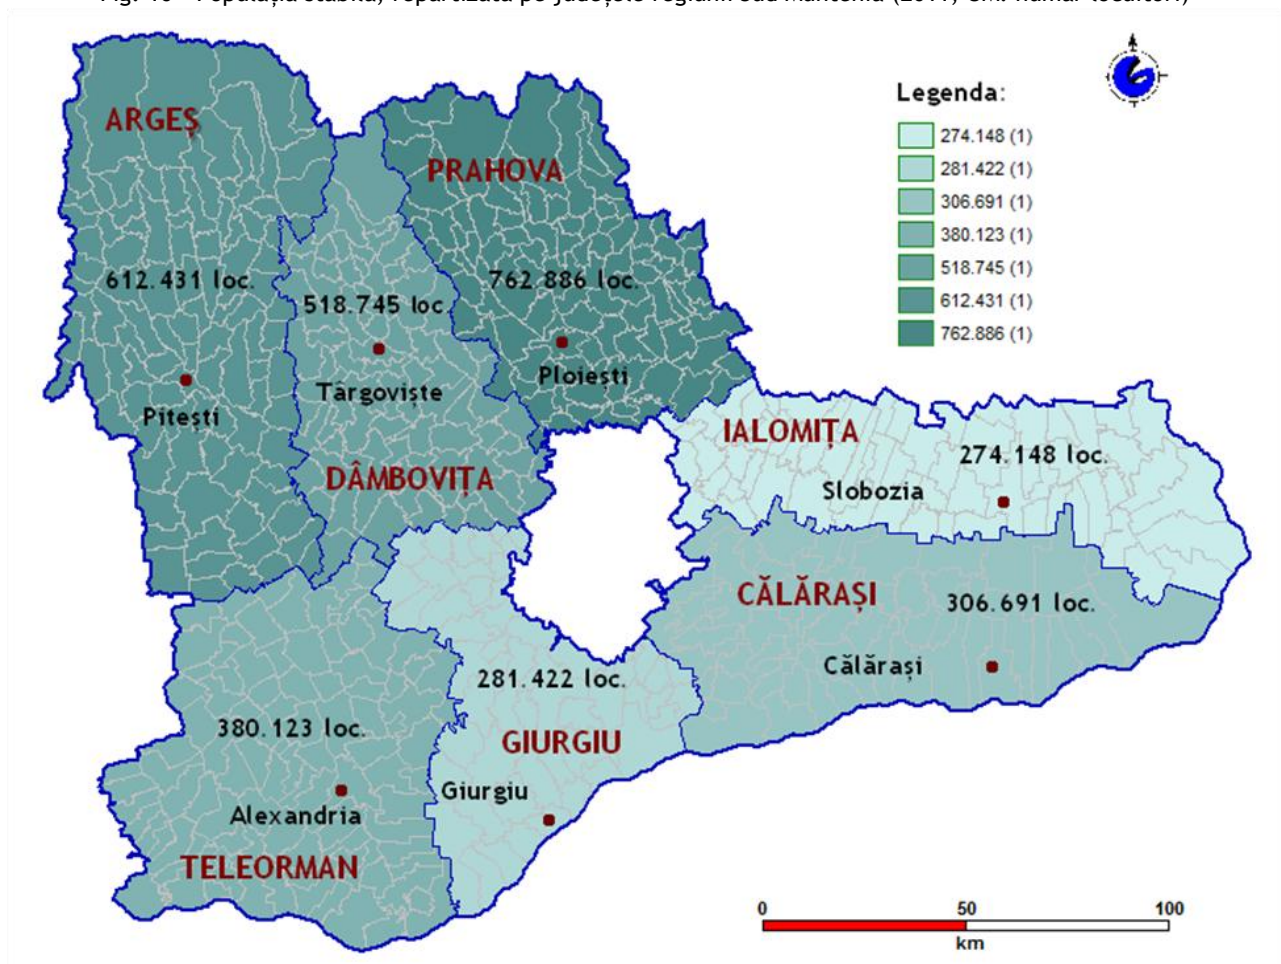 ARGEȘ
PRAHOVA
612.431 loc.
518.745 loc.
762.886 loc.
Pitești
Târgoviște
Ploiești
DÂMBOVIȚA
IALOMIȚA
274.148 loc.
Slobozia
CĂLĂRAȘI
306.691 loc.
Călărași
281.422 loc.
GIURGIU
Giurgiu
380.123 loc.
Alexandria
TELEORMAN
Legenda:
274.148 (1)
281.422 (1)
306.691 (1)
380.123 (1)
518.745 (1)
612.431 (1)
762.886 (1)
0 50 100
km